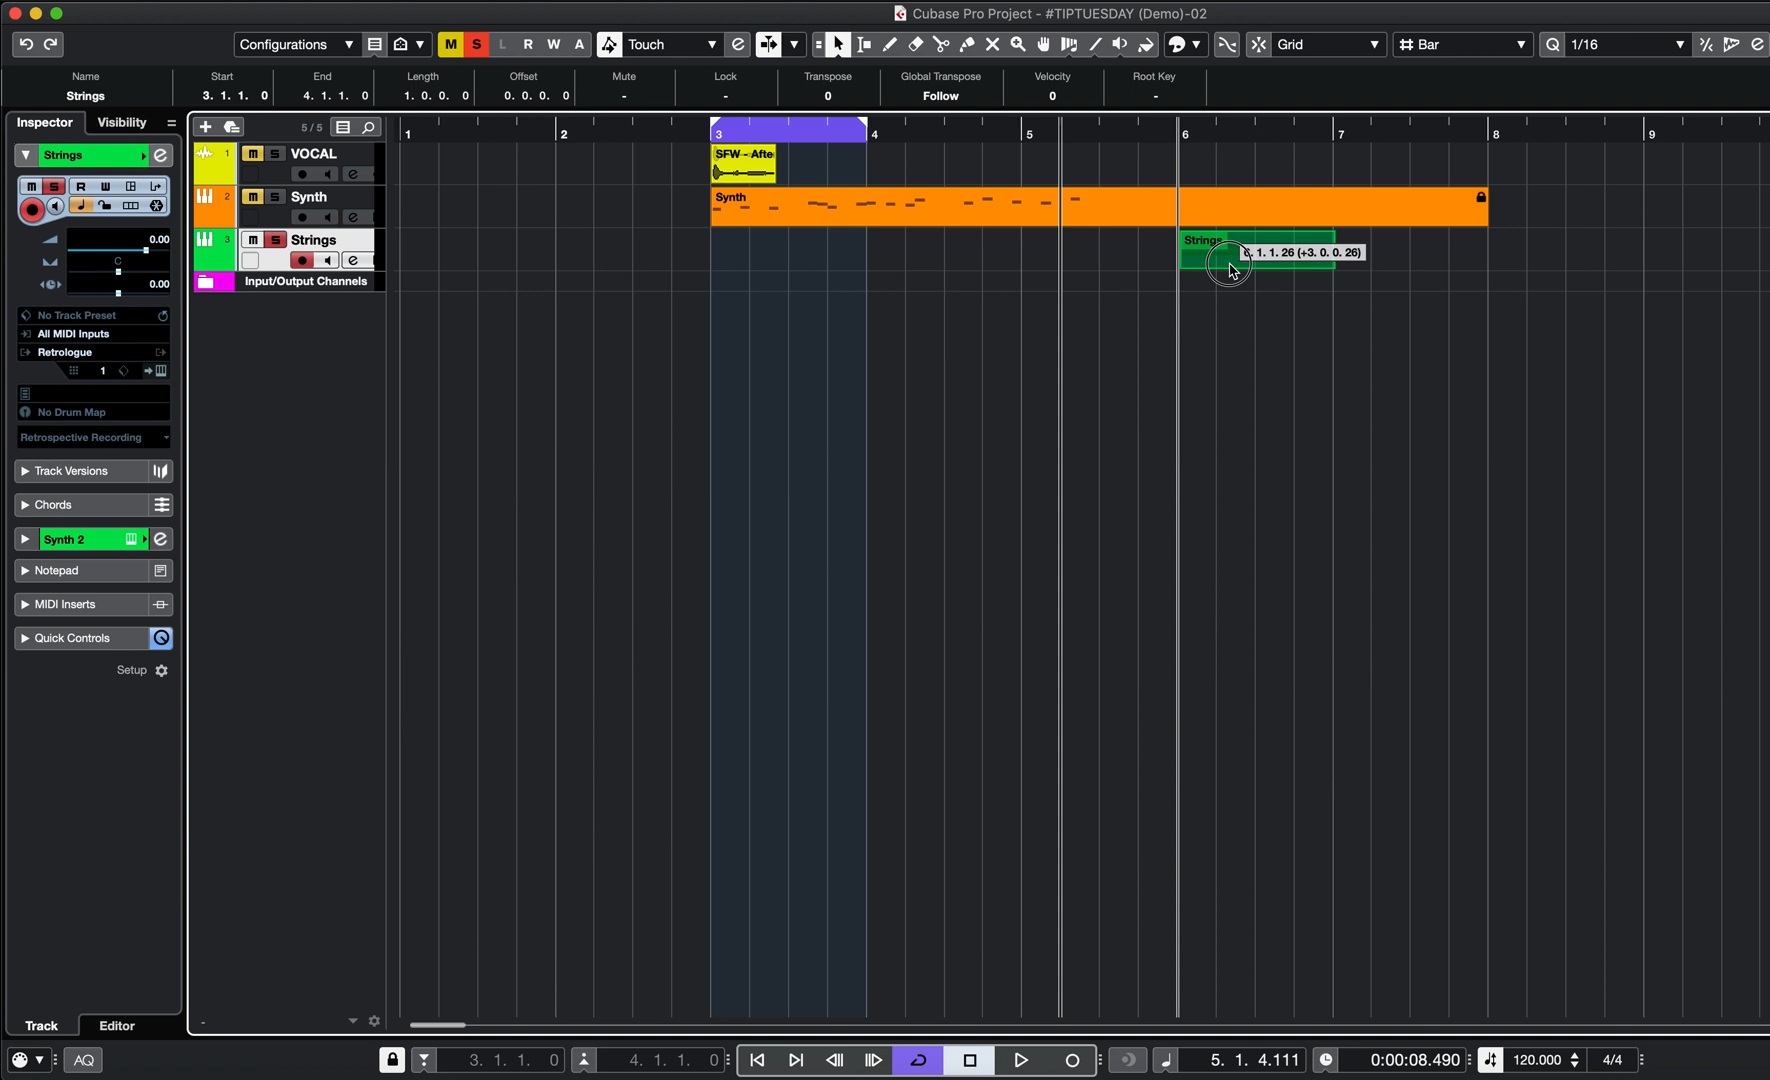 Cubase Pro Project - #TIPTUESDAY (Demo)-02
Configurations M S L R W A Touch Grid Bar Q 1/16
Name Start End Length Offset Mute Lock Transpose Global Transpose Velocity Root Key
Strings 3. 1. 1. 0 4. 1. 1. 0 1. 0. 0. 0 0. 0. 0. 0 - - 0 Follow 0 -
Inspector Visibility 5 / 5 1 2 3 4 5 6 7 8 9
Strings e
1 m S VOCAL SFW - Afte
m S R W
e
2 m S Synth Synth
e
0.00
3 m S Strings Strings
6. 1. 1. 26 (+3. 0. 0. 26)
C
e
0.00 Input/Output Channels
No Track Preset
All MIDI Inputs
Retrologue
1
No Drum Map
Retrospective Recording
Track Versions
Chords
Synth 2 e
Notepad
MIDI Inserts
Quick Controls
Setup
Track Editor
AQ 3. 1. 1. 0 4. 1. 1. 0 5. 1. 4.111 0:00:08.490 120.000 4/4